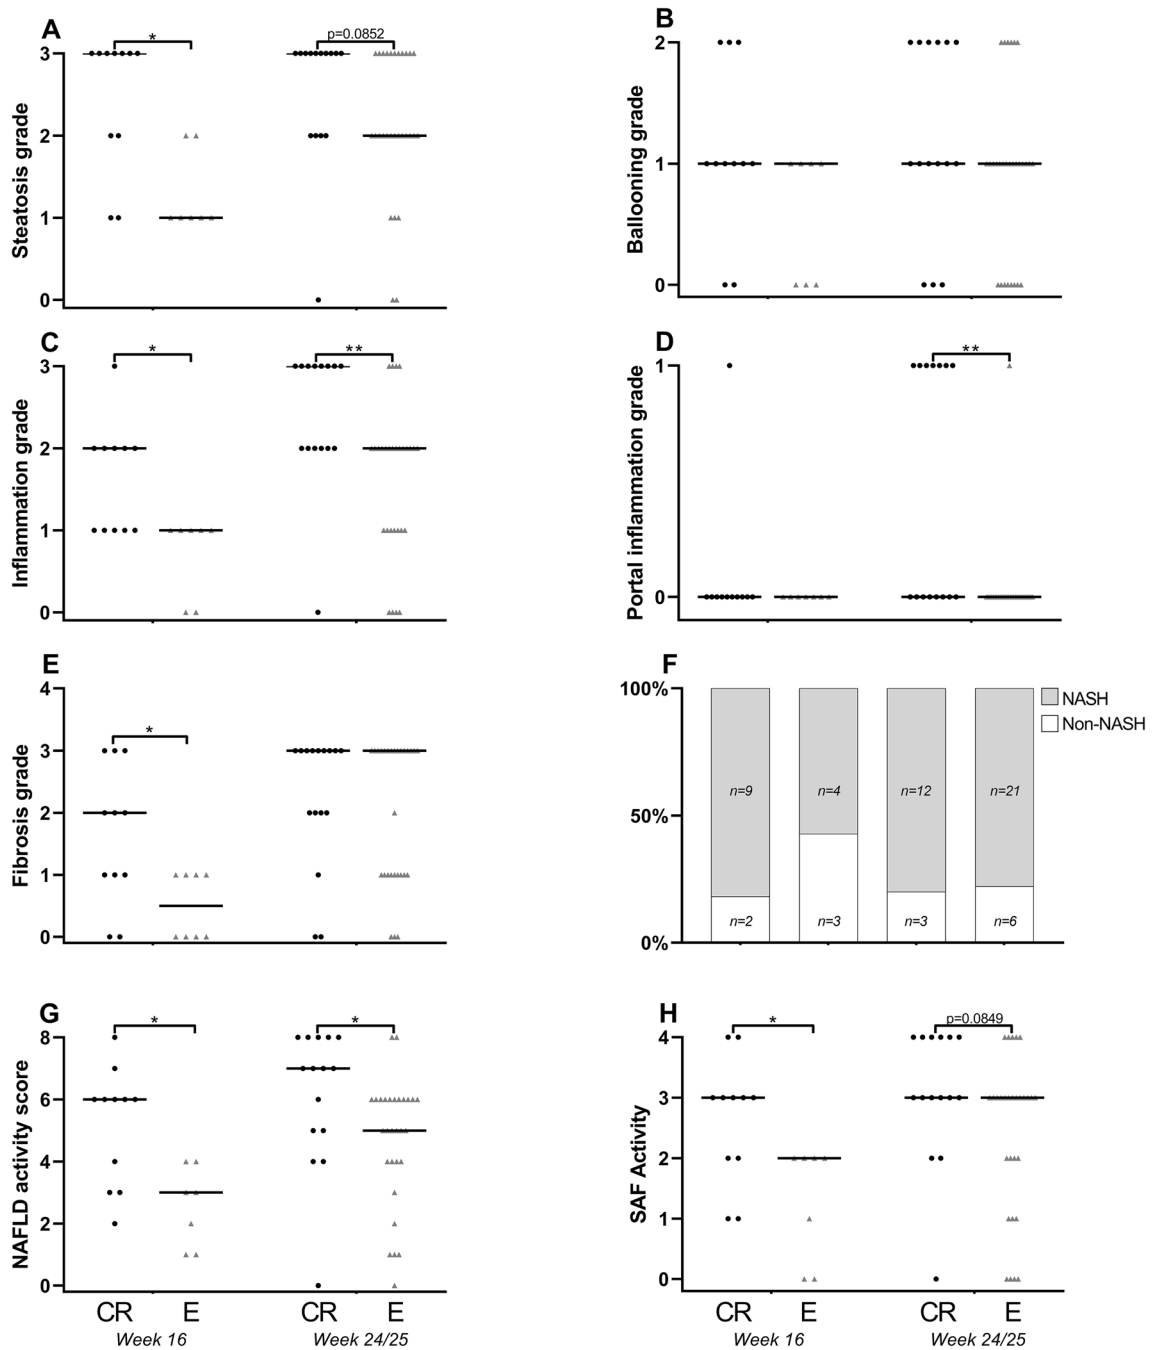 A
*
p=0.0852
Steatosis grade
3
2
1
0
B
Ballooning grade
2
1
0
C
*
**
Inflammation grade
3
2
1
0
D
**
Portal inflammation grade
1
0
E
*
Fibrosis grade
4
3
2
1
0
F
100%
50%
0%
n=9
n=4
n=12
n=21
n=2
n=3
n=3
n=6
NASH
Non-NASH
G
*
*
NAFLD activity score
8
6
4
2
0
CR E CR E
Week 16 Week 24/25
H
*
p=0.0849
SAF Activity
4
3
2
1
0
CR E CR E
Week 16 Week 24/25